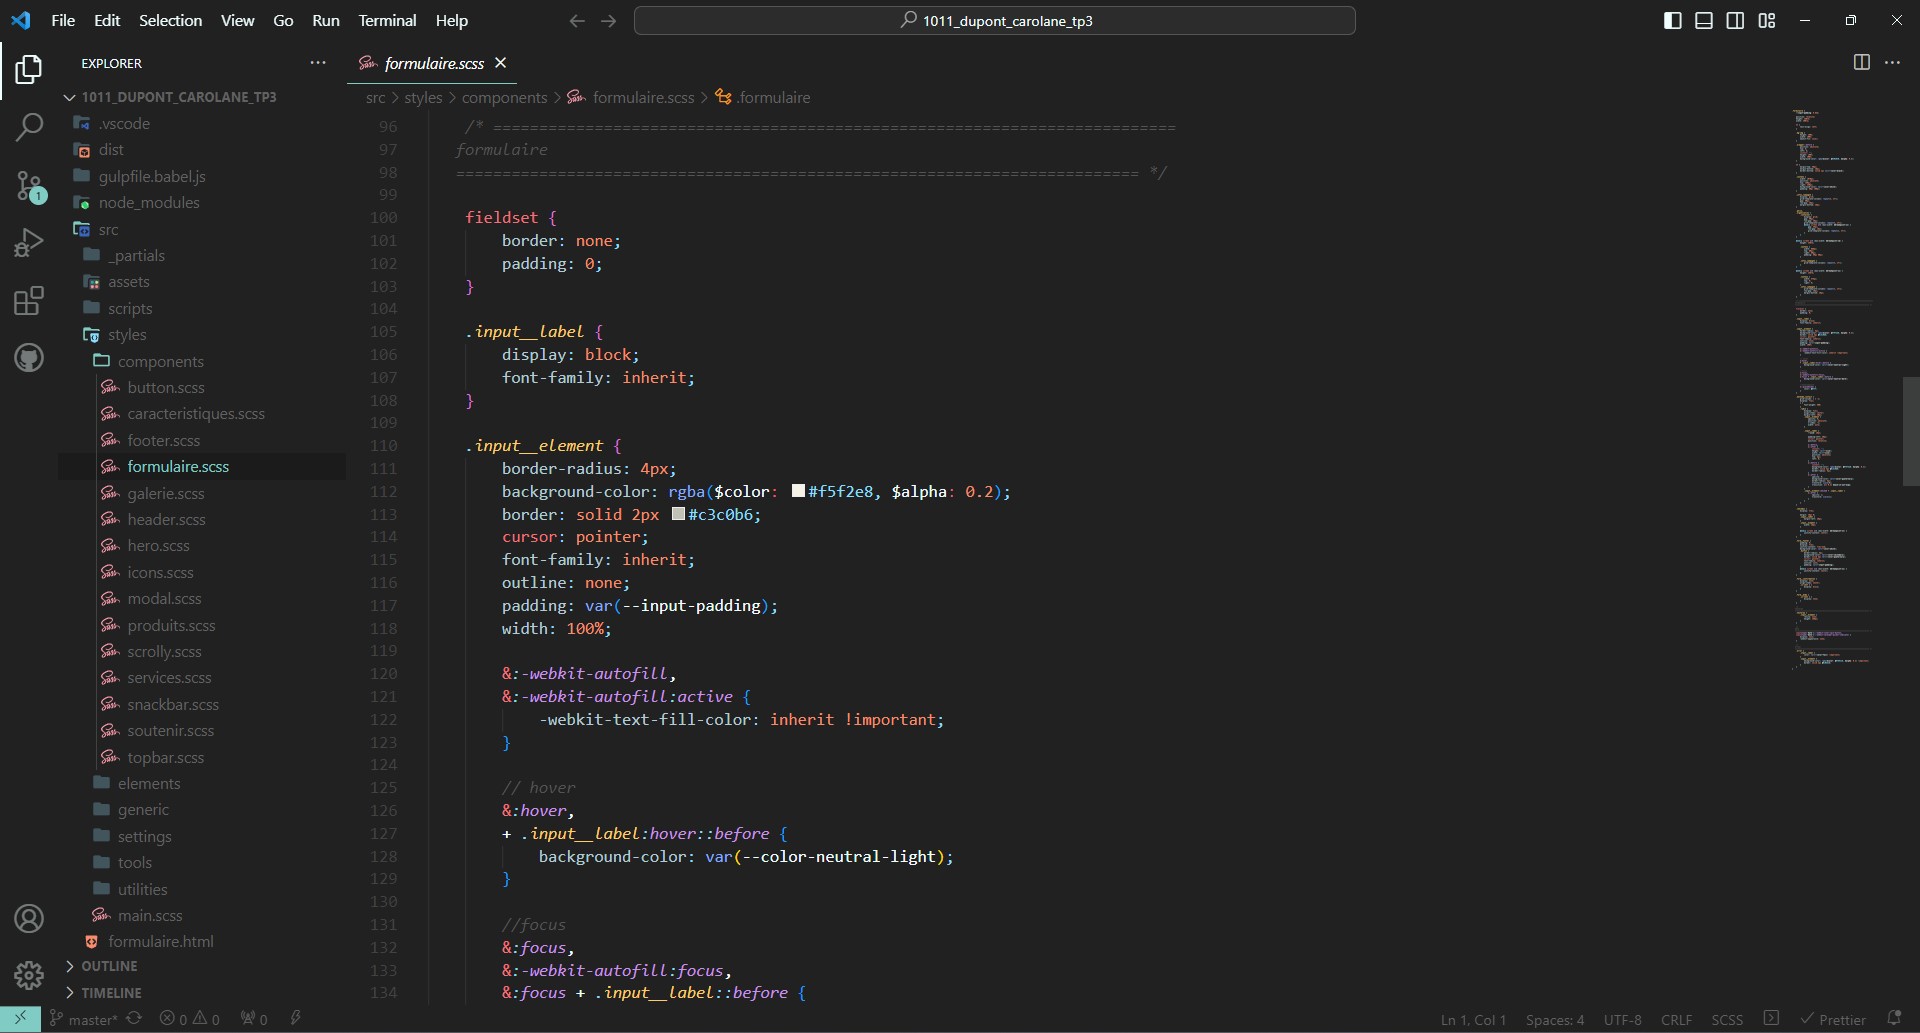 File Edit Selection View Go Run Terminal Help
1011_dupont_carolane_tp3
EXPLORER
formulaire.scss
1011_DUPONT_CAROLANE_TP3
.vscode
dist
gulpfile.babel.js
node_modules
src
_partials
assets
scripts
styles
components
button.scss
caracteristiques.scss
footer.scss
formulaire.scss
galerie.scss
header.scss
hero.scss
icons.scss
modal.scss
produits.scss
scrolly.scss
services.scss
snackbar.scss
soutenir.scss
topbar.scss
elements
generic
settings
tools
utilities
main.scss
formulaire.html
OUTLINE
TIMELINE
1
src > styles > components > formulaire.scss > .formulaire
96 /* ==========================================================================
97 formulaire
98 ========================================================================== */
99
100 fieldset {
101 border: none;
102 padding: 0;
103 }
104
105 .input__label {
106 display: block;
107 font-family: inherit;
108 }
109
110 .input__element {
111 border-radius: 4px;
112 background-color: rgba($color: #f5f2e8, $alpha: 0.2);
113 border: solid 2px #c3c0b6;
114 cursor: pointer;
115 font-family: inherit;
116 outline: none;
117 padding: var(--input-padding);
118 width: 100%;
119
120 &:-webkit-autofill,
121 &:-webkit-autofill:active {
122 -webkit-text-fill-color: inherit !important;
123 }
124
125 // hover
126 &:hover,
127 + .input__label:hover::before {
128 background-color: var(--color-neutral-light);
129 }
130
131 //focus
132 &:focus,
133 &:-webkit-autofill:focus,
134 &:focus + .input__label::before {
master* 0 0 0
Ln 1, Col 1 Spaces: 4 UTF-8 CRLF SCSS Prettier